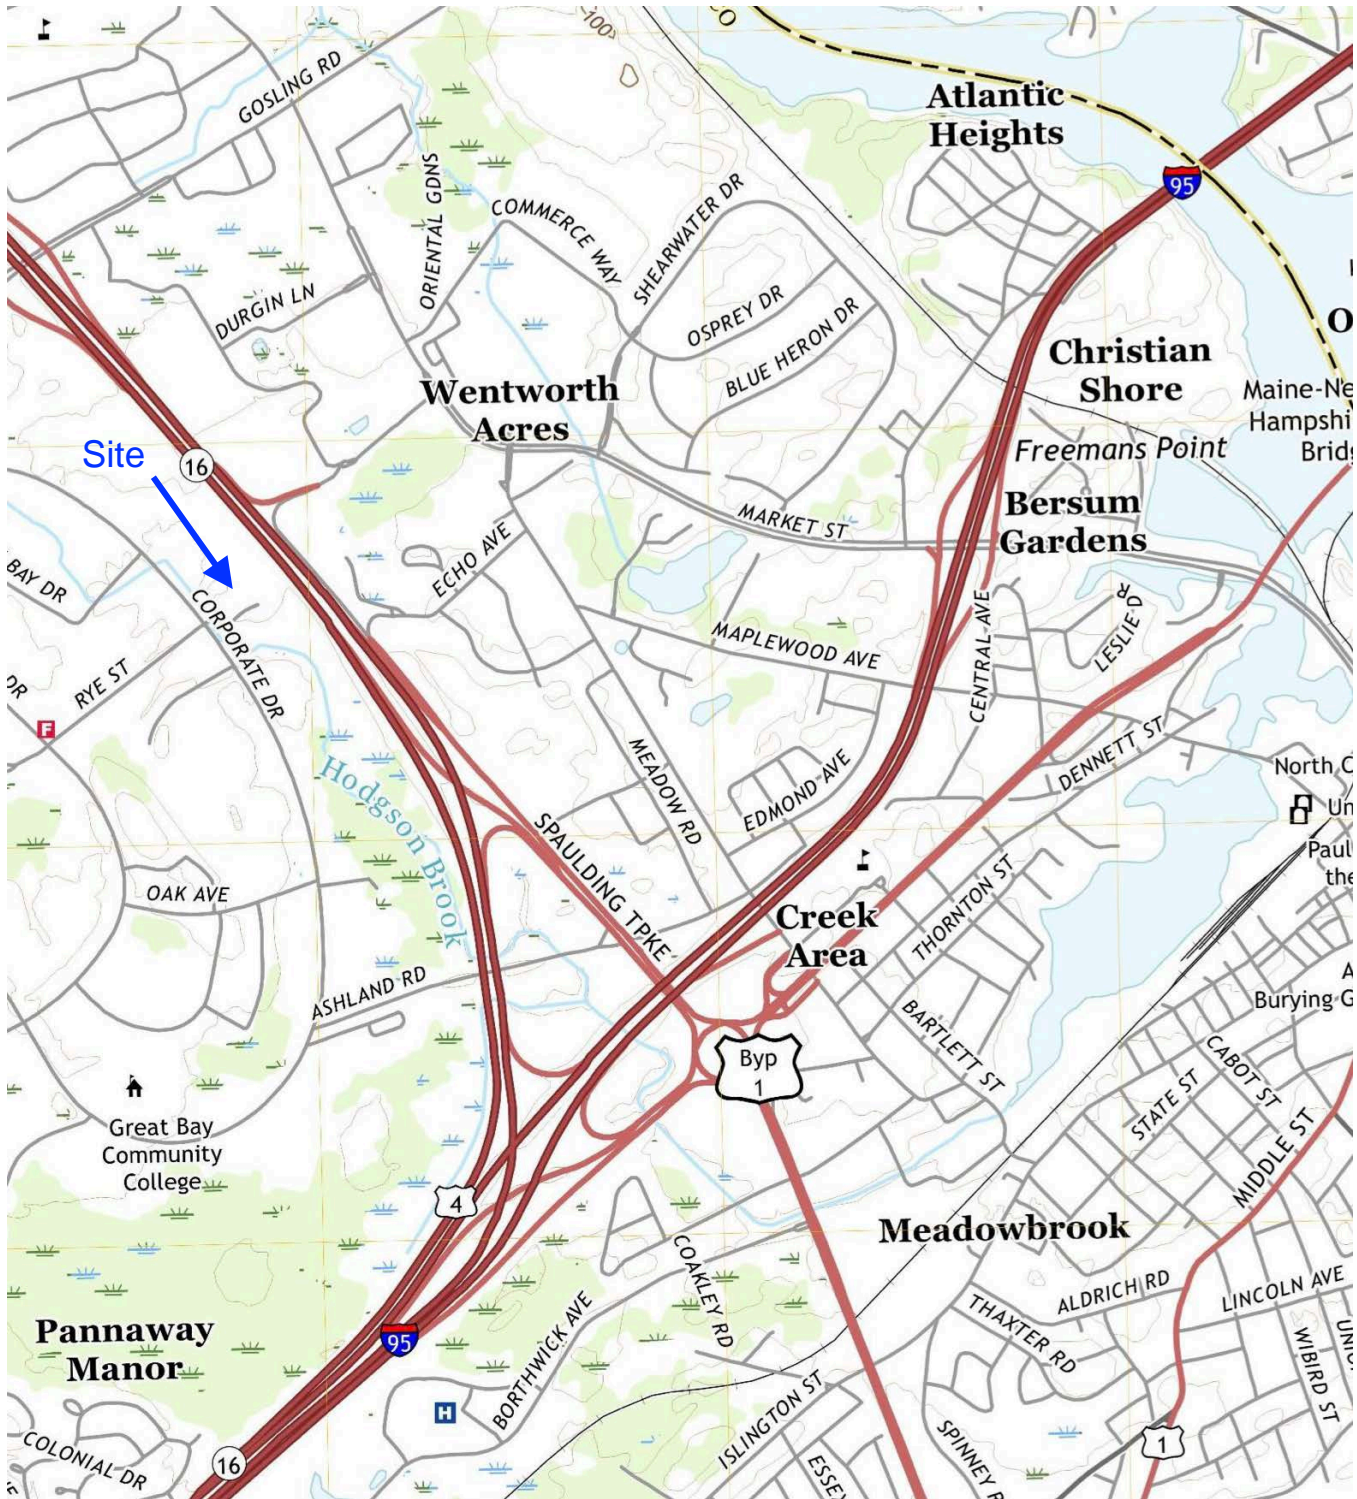 CO
-100-
GOSLING RD
Atlantic
Heights
95
ORIENTAL GDNS
COMMERCE WAY
SHEARWATER DR
DURGIN LN
OSPREY DR
BLUE HERON DR
Christian
Shore
Wentworth
Acres
Maine-Ne
Hampshi
Brid
Freemans Point
Site
16
Bersum
Gardens
MARKET ST
ECHO AVE
BAY DR
CORPORATE DR
LESLIE DR
MAPLEWOOD AVE
CENTRAL AVE
RYE ST
DR
F
MEADOW RD
DENNETT ST
EDMOND AVE
Hodgson Brook
North C
Un
Paul
the
SPAULDING TPKE
OAK AVE
THORNTON ST
Creek
Area
ASHLAND RD
A
Burying G
BARTLETT ST
Byp
1
CABOT ST
STATE ST
MIDDLE ST
Great Bay
Community
College
4
Meadowbrook
COAKLEY RD
ALDRICH RD
LINCOLN AVE
THAXTER RD
Pannaway
Manor
95
BORTHWICK AVE
WIBIRD ST
H
ISLINGTON ST
COLONIAL DR
16
SPINNEY R
ESSEX
1